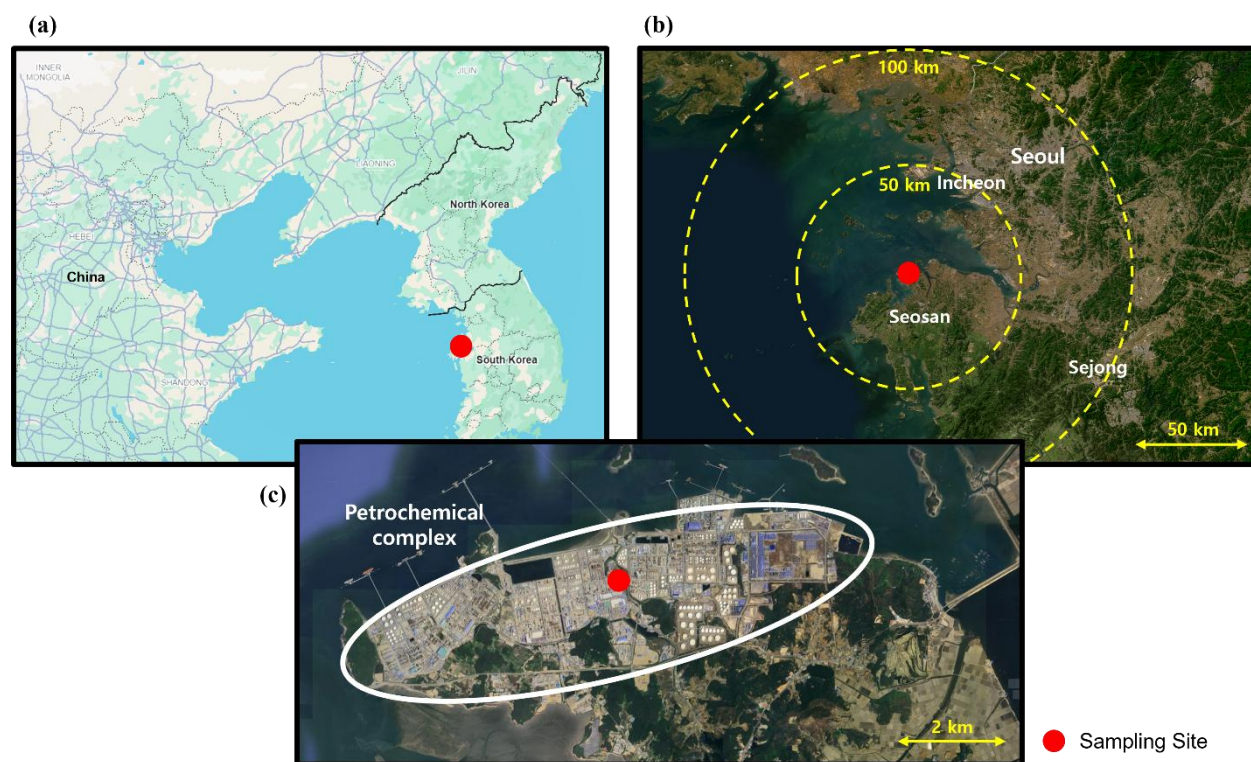 (a)
INNER
MONGOLIA
JILIN
LIAONING
North Korea
HEBEI
China
South Korea
SHANDONG
(b)
100 km
Seoul
50 km
Incheon
Seosan
Sejong
50 km
(c)
Petrochemical
complex
2 km
Sampling Site